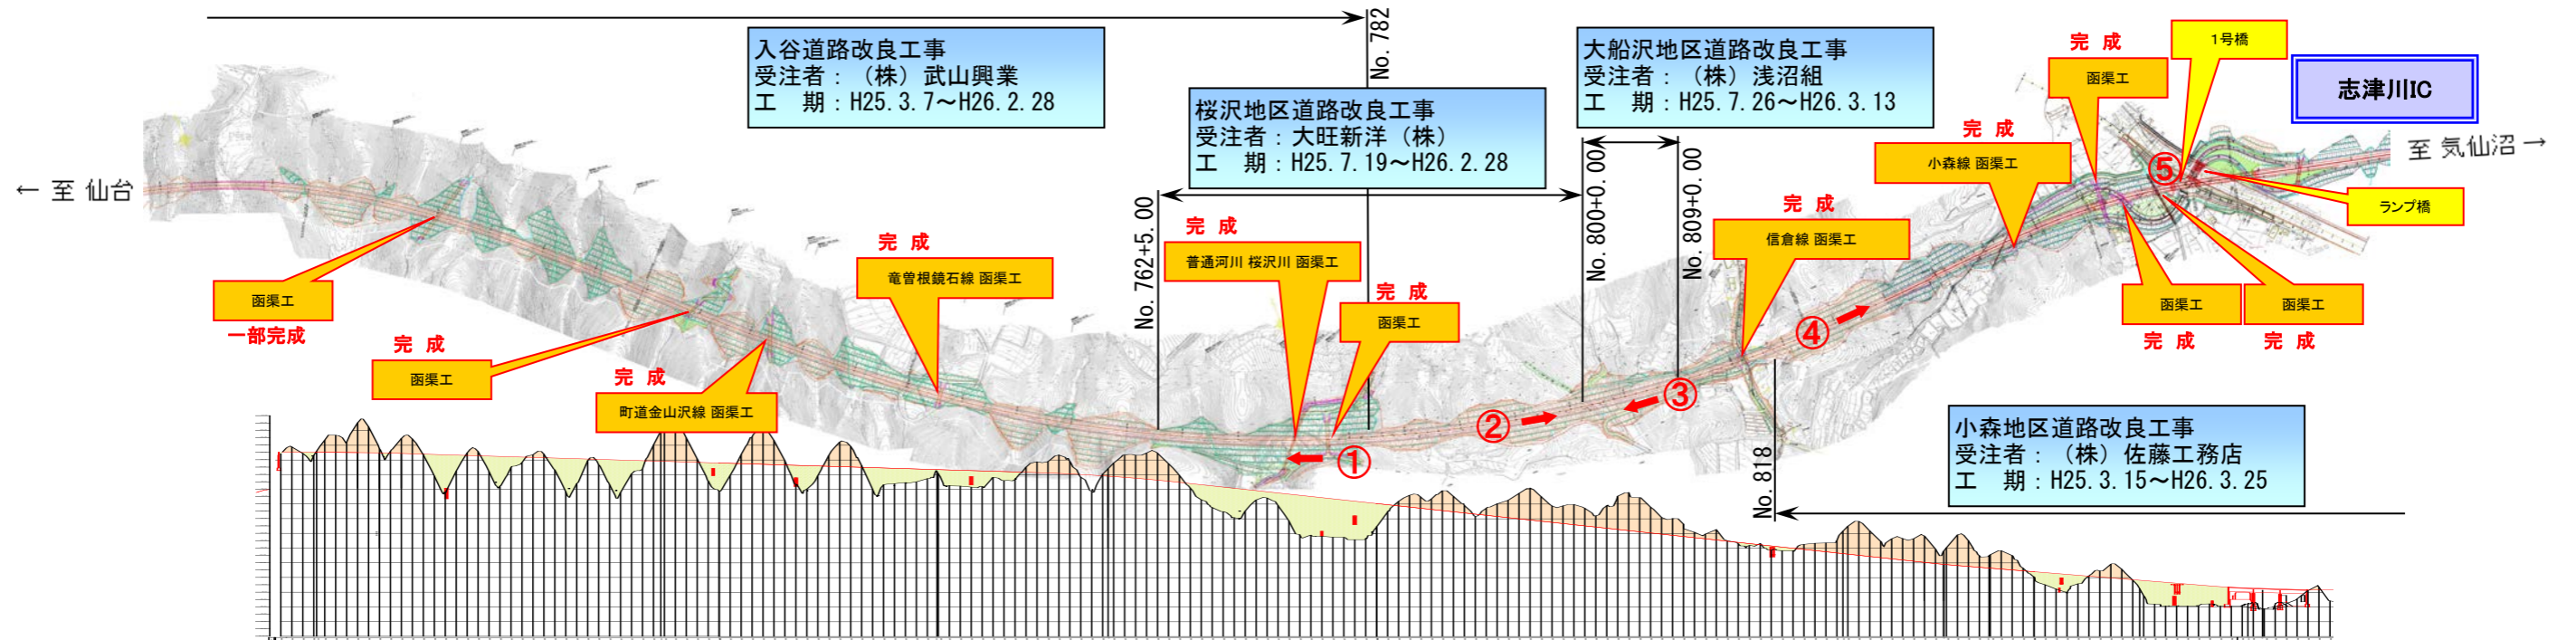 入谷道路改良工事
受注者：（株）武山興業
工　期：H25.3.7～H26.2.28
No.782
桜沢地区道路改良工事
受注者：大旺新洋（株）
工　期：H25.7.19～H26.2.28
大船沢地区道路改良工事
受注者：（株）浅沼組
工　期：H25.7.26～H26.3.13
完 成
函渠工
1号橋
志津川IC
← 至 仙台
至 気仙沼 →
完 成
小森線 函渠工
⑤
ランプ橋
No.762+5.00
No.800+0.00
No.809+0.00
完 成
信倉線 函渠工
完 成
普通河川 桜沢川 函渠工
完 成
竜曽根鏡石線 函渠工
函渠工
一部完成
完 成
函渠工
完 成
函渠工
函渠工
完 成
函渠工
完 成
④
完 成
町道金山沢線 函渠工
③
②
①
No.818
小森地区道路改良工事
受注者：（株）佐藤工務店
工　期：H25.3.15～H26.3.25